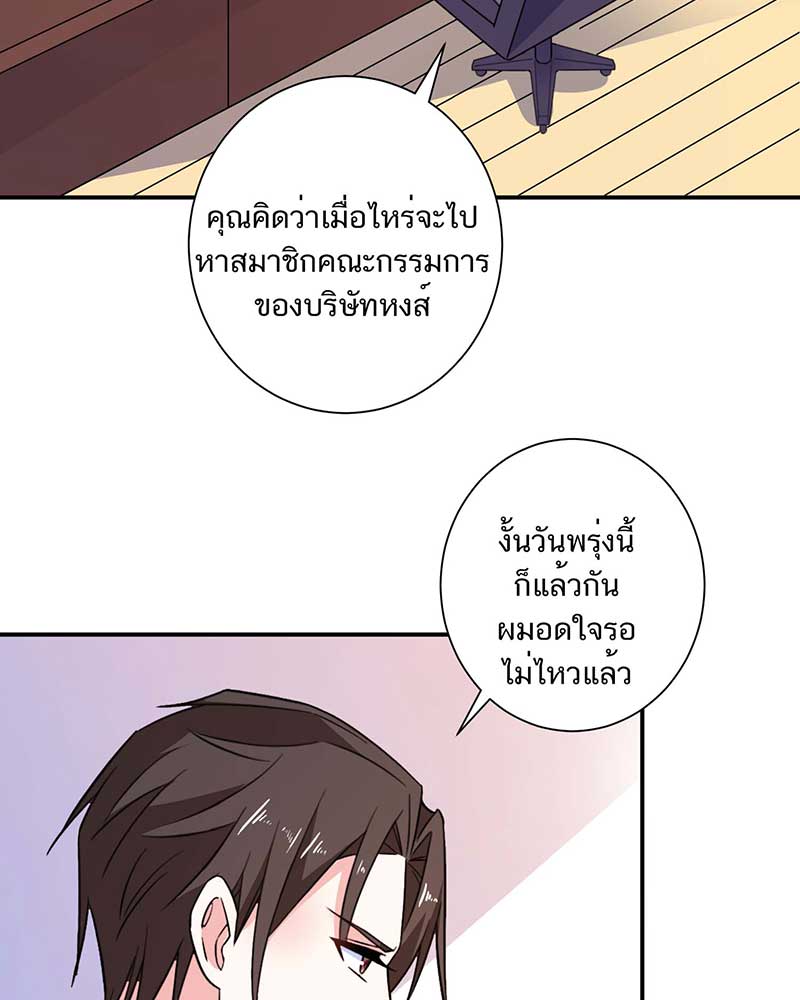 คุณคิดว่าเมื่อไหร่จะไป
หาสมาชิกคณะกรรมการ
ของบริษัทหงส์
งั้นวันพรุ่งนี้
ก็แล้วกัน
ผมอดใจรอ
ไม่ไหวแล้ว